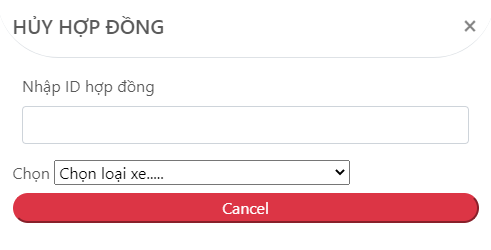 HỦY HỢP ĐỒNG ×
Nhập ID hợp đồng
Chọn Chọn loại xe.....
Cancel